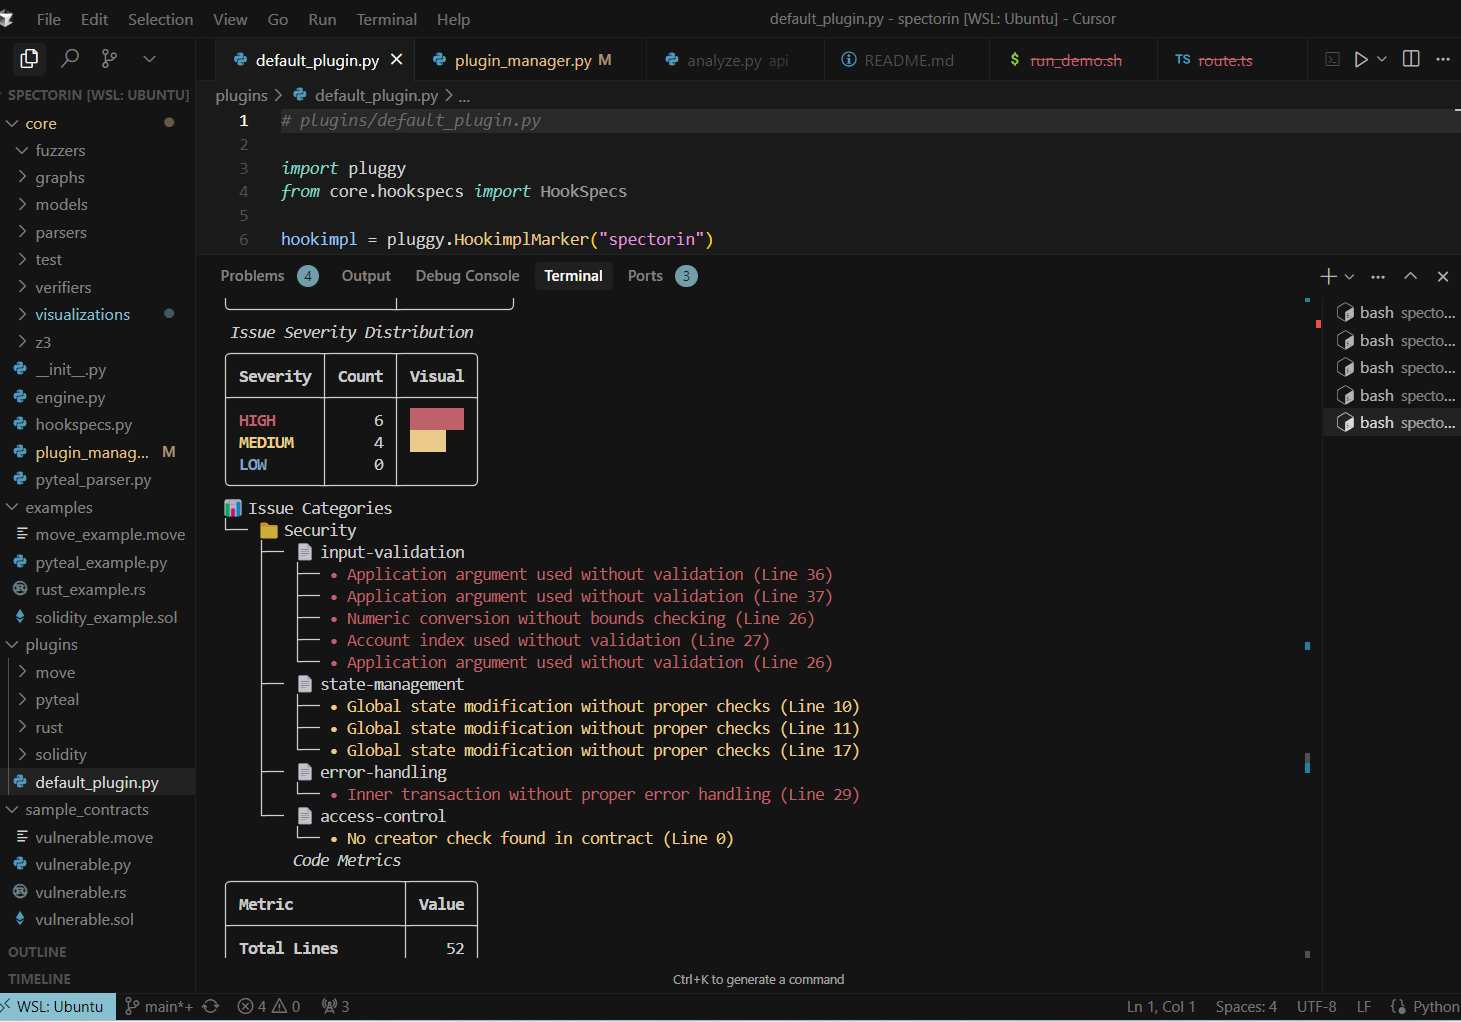 File Edit Selection View Go Run Terminal Help
default_plugin.py - spectorin [WSL: Ubuntu] - Cursor
default_plugin.py
plugin_manager.py M
analyze.py api
README.md
$ run_demo.sh
TS route.ts
SPECTORIN [WSL: UBUNTU]
core
fuzzers
graphs
models
parsers
test
verifiers
visualizations
z3
__init__.py
engine.py
hookspecs.py
plugin_manag... M
pyteal_parser.py
examples
move_example.move
pyteal_example.py
rust_example.rs
solidity_example.sol
plugins
move
pyteal
rust
solidity
default_plugin.py
sample_contracts
vulnerable.move
vulnerable.py
vulnerable.rs
vulnerable.sol
OUTLINE
TIMELINE
plugins > default_plugin.py > ...
1 # plugins/default_plugin.py
2
3 import pluggy
4 from core.hookspecs import HookSpecs
5
6 hookimpl = pluggy.HookimplMarker("spectorin")
Problems 4 Output Debug Console Terminal Ports 3
Issue Severity Distribution
Severity Count Visual
HIGH 6
MEDIUM 4
LOW 0
Issue Categories
Security
input-validation
• Application argument used without validation (Line 36)
• Application argument used without validation (Line 37)
• Numeric conversion without bounds checking (Line 26)
• Account index used without validation (Line 27)
• Application argument used without validation (Line 26)
state-management
• Global state modification without proper checks (Line 10)
• Global state modification without proper checks (Line 11)
• Global state modification without proper checks (Line 17)
error-handling
• Inner transaction without proper error handling (Line 29)
access-control
• No creator check found in contract (Line 0)
Code Metrics
Metric Value
Total Lines 52
Ctrl+K to generate a command
bash specto...
bash specto...
bash specto...
bash specto...
bash specto...
WSL: Ubuntu main*+ 4 0 3
Ln 1, Col 1 Spaces: 4 UTF-8 LF Python